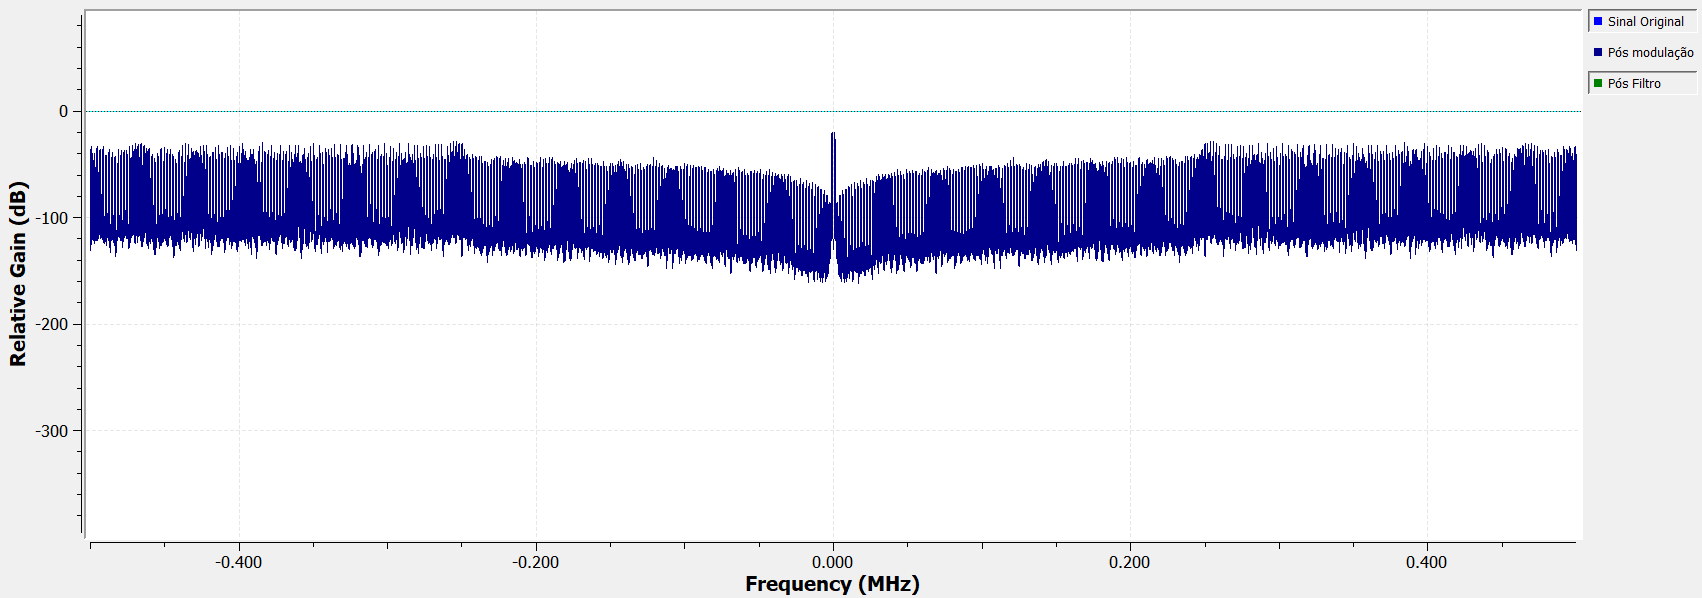 Sinal Original
Pós modulação
Pós Filtro
Relative Gain (dB)
0
-100
-200
-300
-0.400
-0.200
0.000
0.200
0.400
Frequency (MHz)